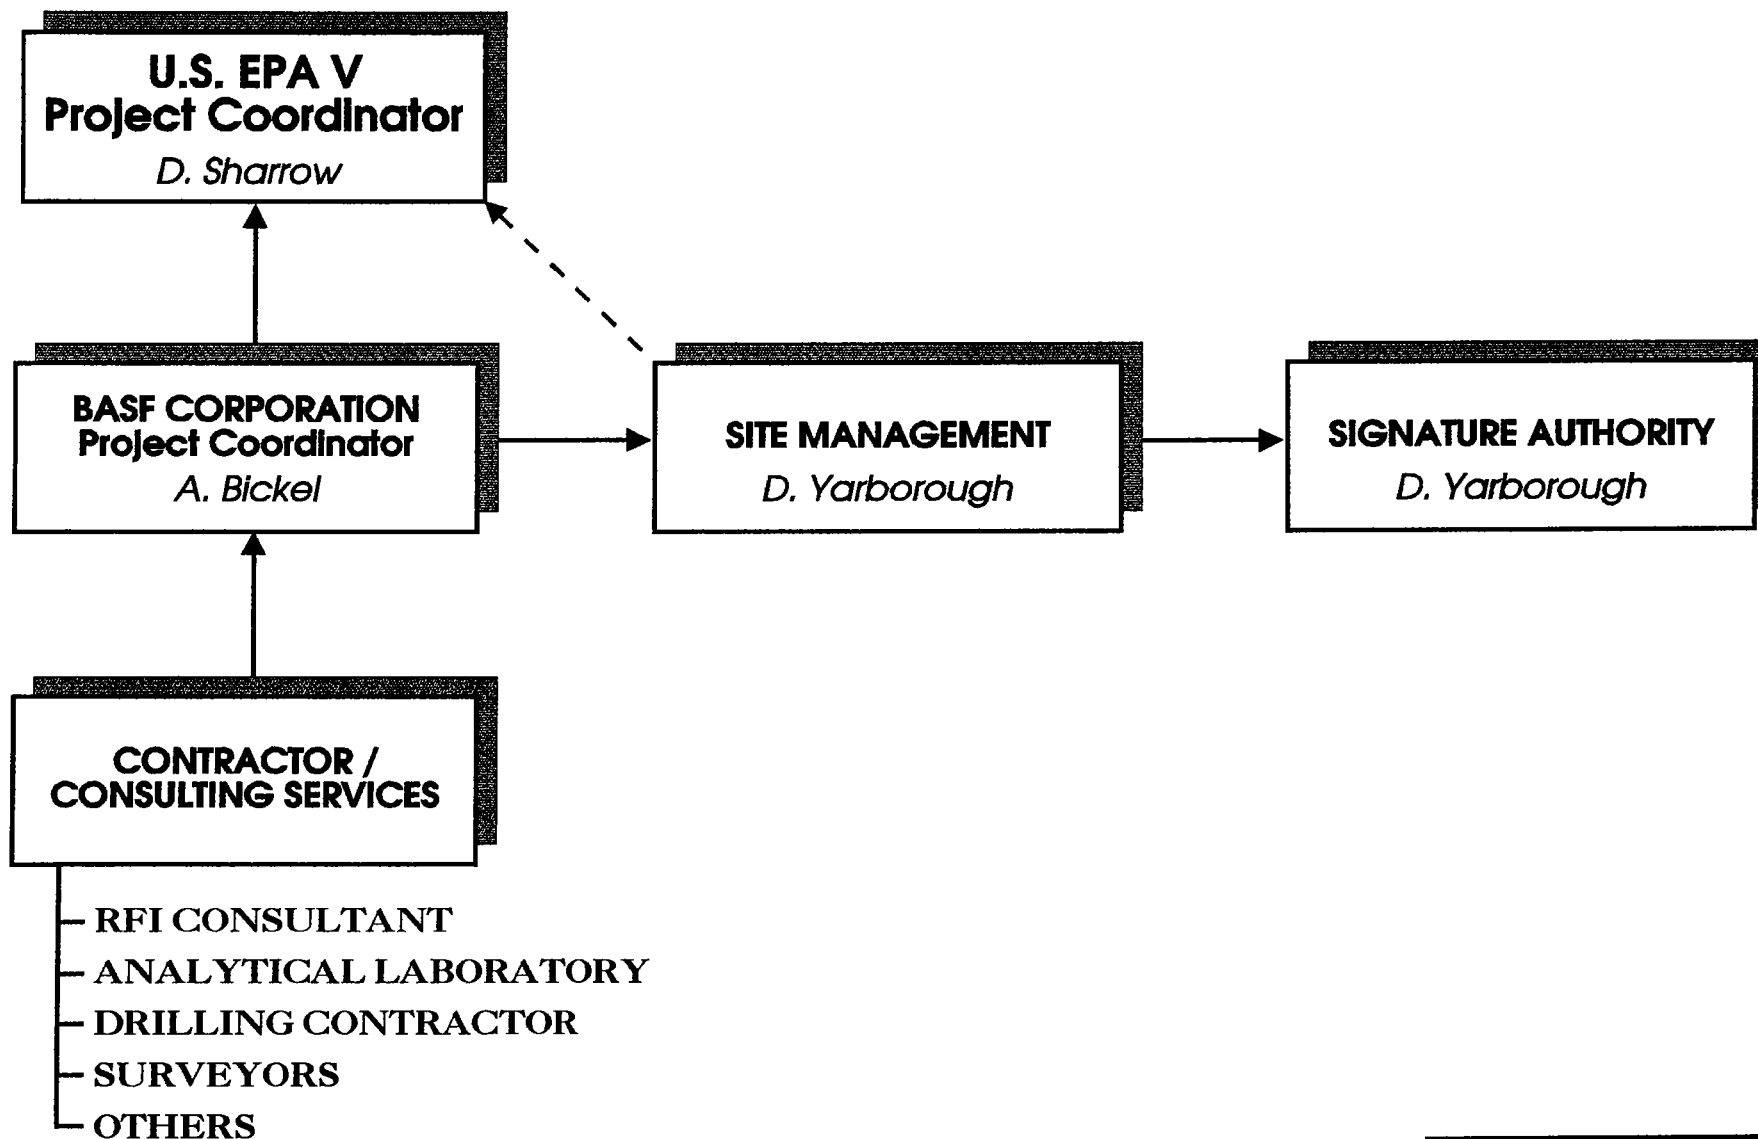 U.S. EPA V
Project Coordinator
D. Sharrow
BASF CORPORATION
Project Coordinator
A. Bickel
SITE MANAGEMENT
D. Yarborough
SIGNATURE AUTHORITY
D. Yarborough
CONTRACTOR /
CONSULTING SERVICES
RFI CONSULTANT
ANALYTICAL LABORATORY
DRILLING CONTRACTOR
SURVEYORS
OTHERS